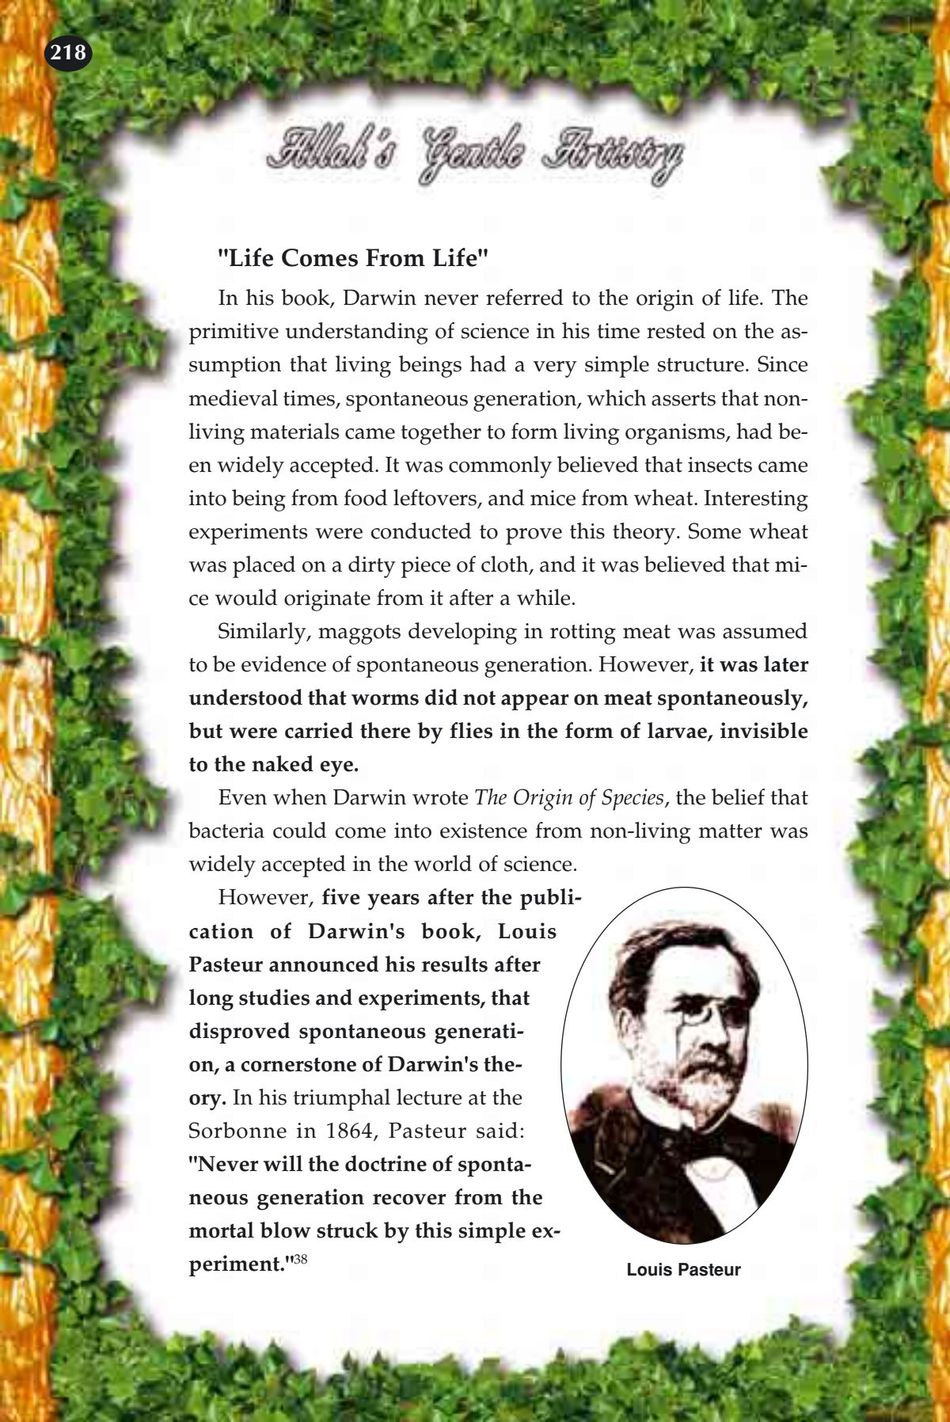 218
Allah's Gentle Artistry
"Life Comes From Life"
In his book, Darwin never referred to the origin of life. The
primitive understanding of science in his time rested on the as-
sumption that living beings had a very simple structure. Since
medieval times, spontaneous generation, which asserts that non-
living materials came together to form living organisms, had be-
en widely accepted. It was commonly believed that insects came
into being from food leftovers, and mice from wheat. Interesting
experiments were conducted to prove this theory. Some wheat
was placed on a dirty piece of cloth, and it was believed that mi-
ce would originate from it after a while.
Similarly, maggots developing in rotting meat was assumed
to be evidence of spontaneous generation. However, it was later
understood that worms did not appear on meat spontaneously,
but were carried there by flies in the form of larvae, invisible
to the naked eye.
Even when Darwin wrote The Origin of Species, the belief that
bacteria could come into existence from non-living matter was
widely accepted in the world of science.
However, five years after the publi-
cation of Darwin's book, Louis
Pasteur announced his results after
long studies and experiments, that
disproved spontaneous generati-
on, a cornerstone of Darwin's the-
ory. In his triumphal lecture at the
Sorbonne in 1864, Pasteur said:
"Never will the doctrine of sponta-
neous generation recover from the
mortal blow struck by this simple ex-
periment."38
Louis Pasteur